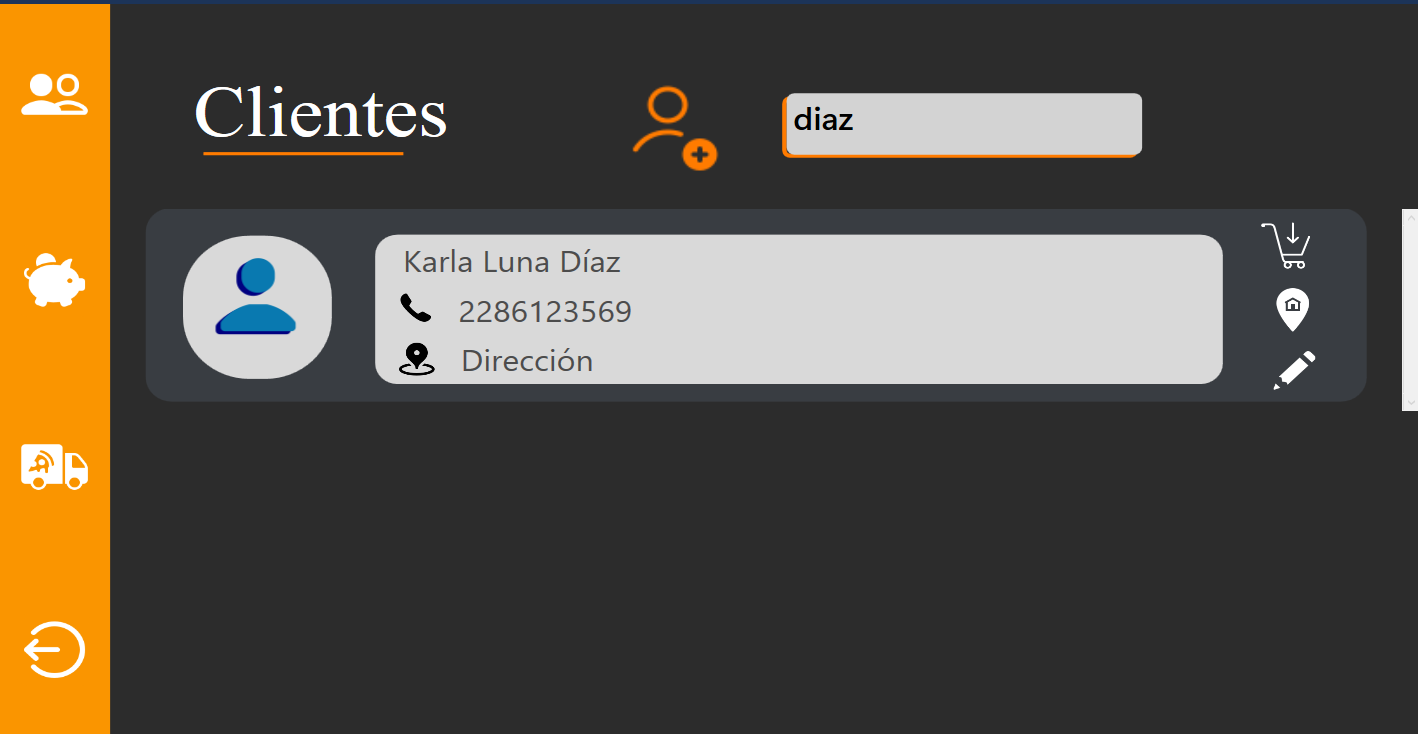 Clientes
diaz
Karla Luna Díaz
2286123569
Dirección